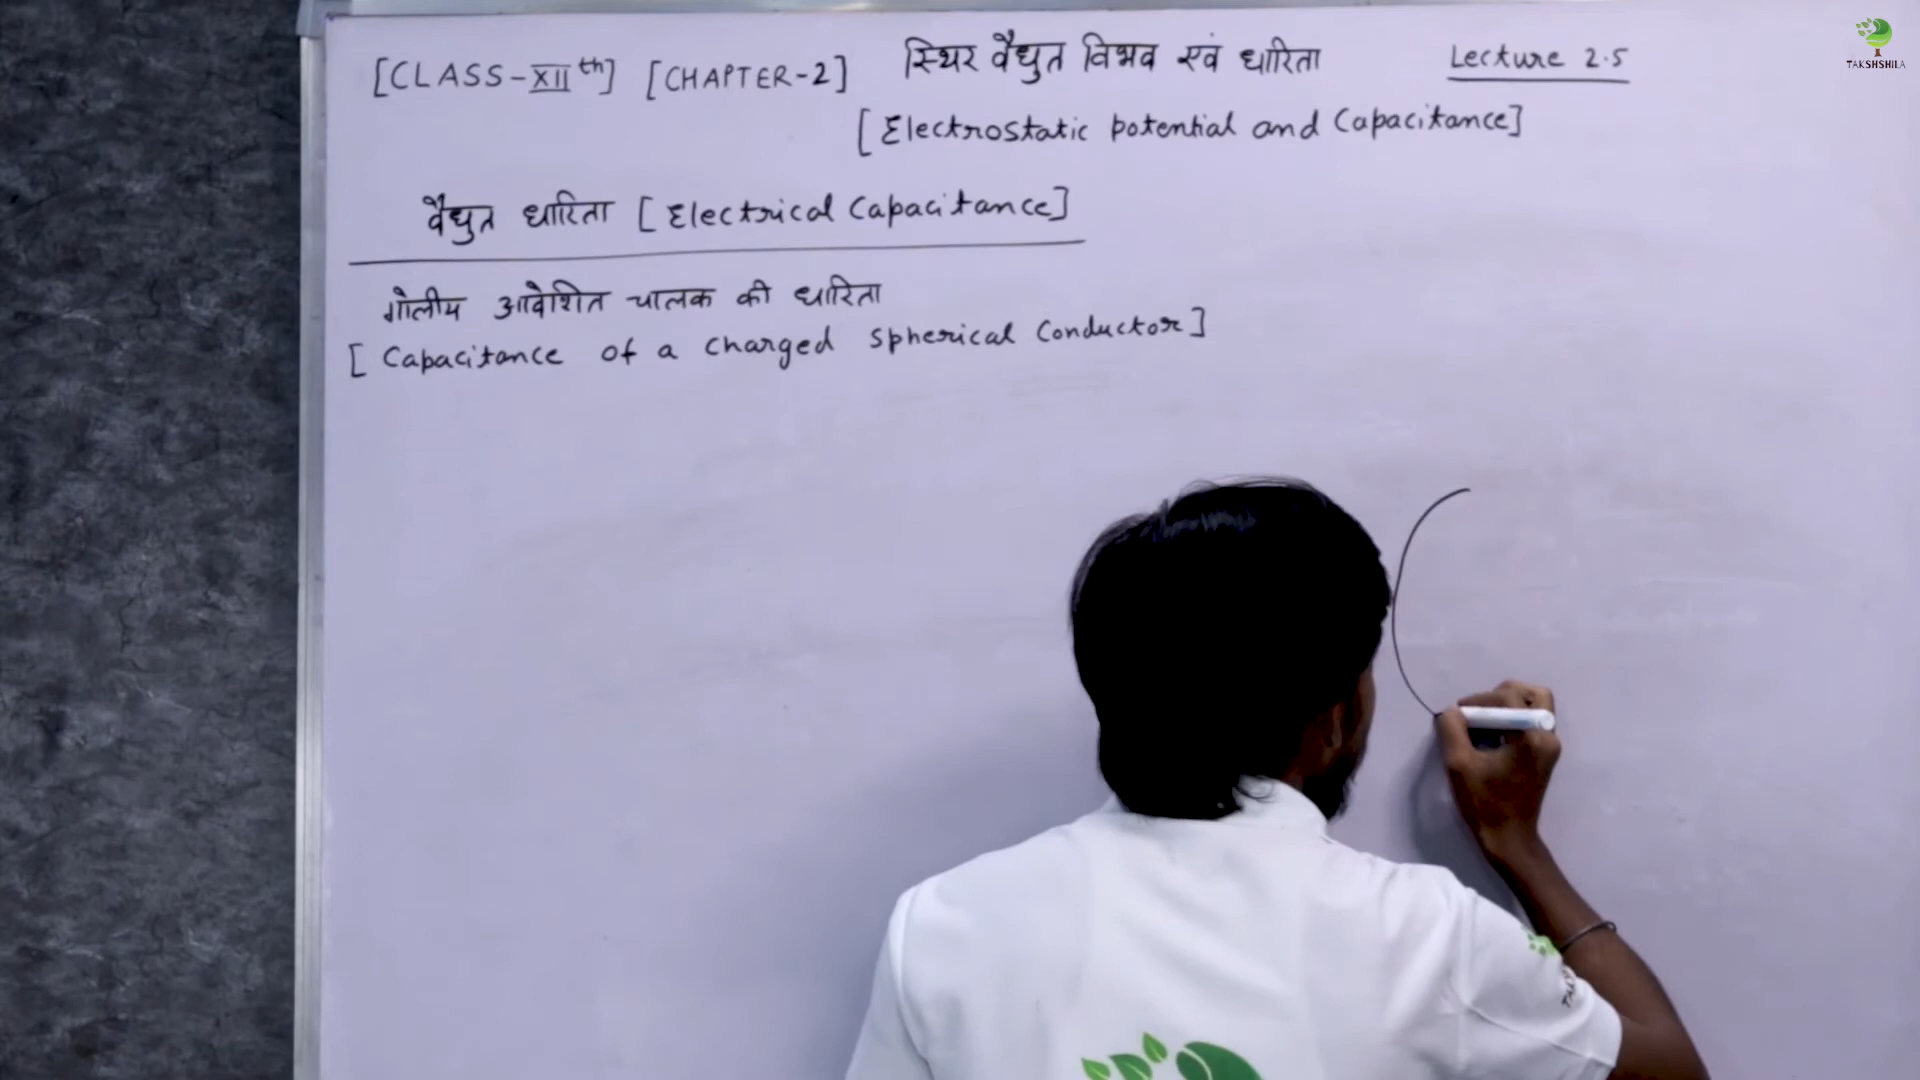 [CLASS-XIIth] [CHAPTER-2] स्थिर वैद्युत विभव एवं धारिता Lecture 2.5
[Electrostatic potential and Capacitance]
वैद्युत धारिता [Electrical Capacitance]
गोलीय आवेशित चालक की धारिता
[Capacitance of a charged Spherical Conductor]
TAKSHSHILA